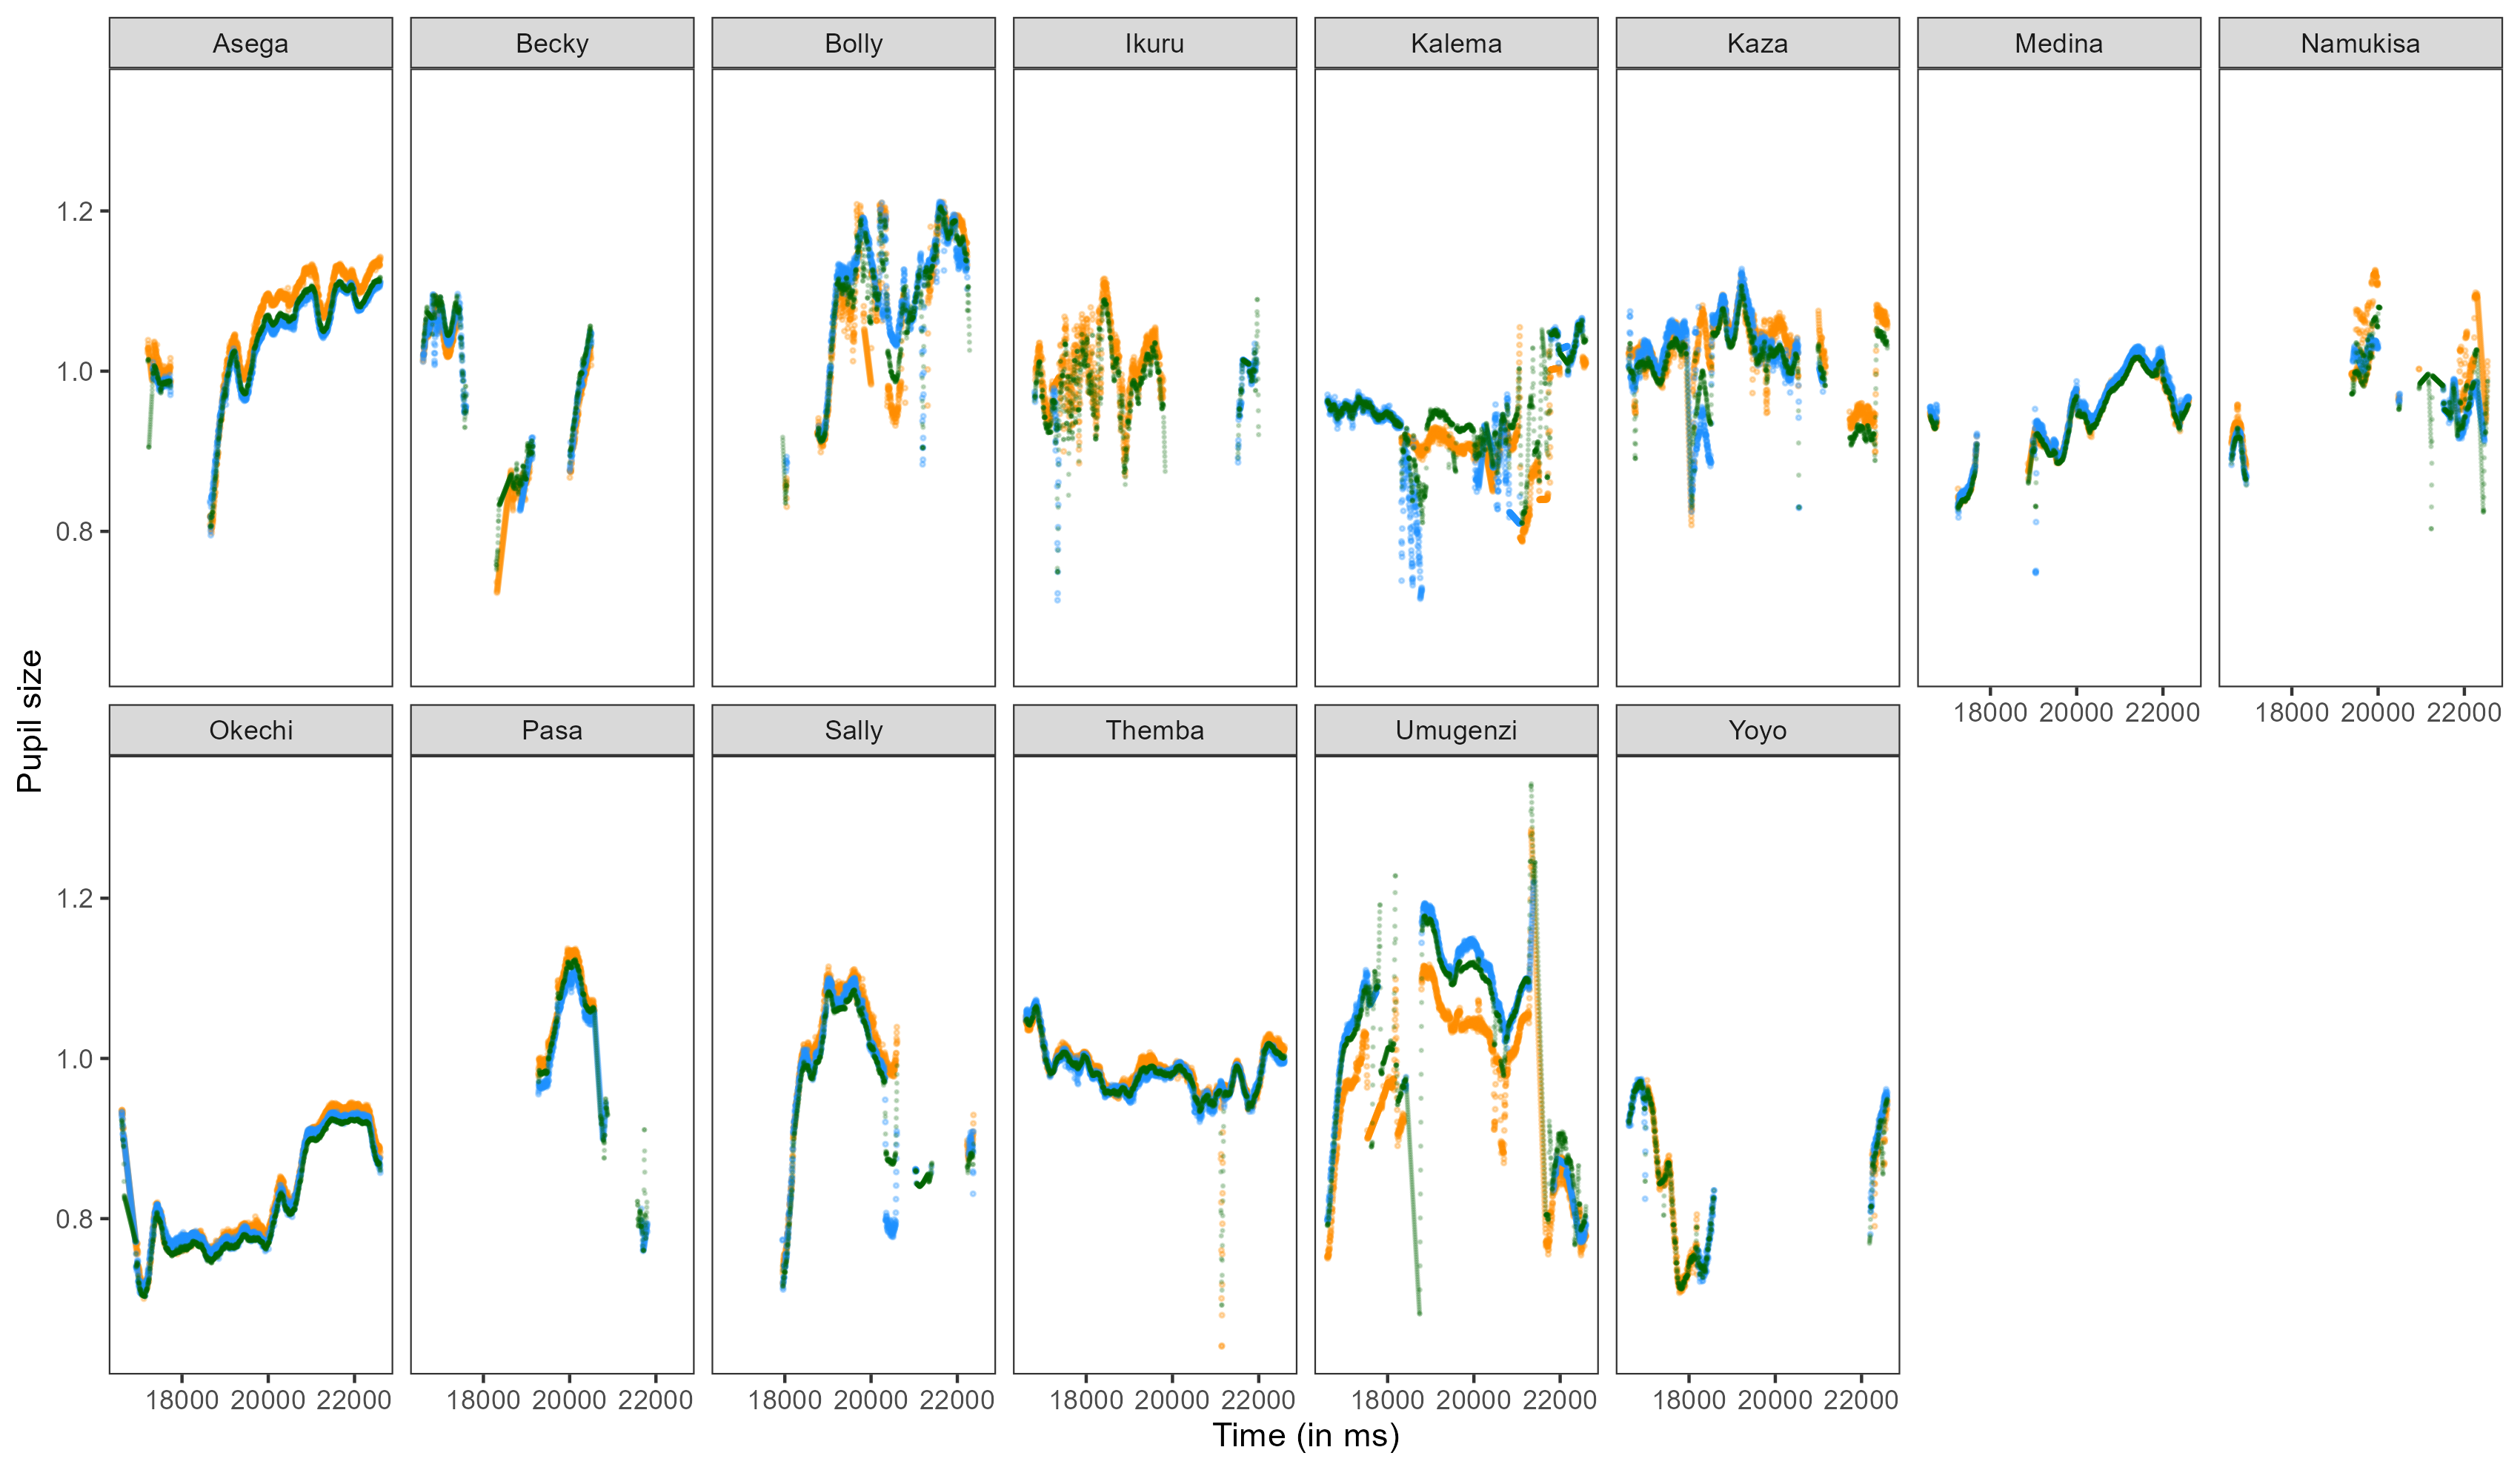 Asega Becky Bolly Ikuru Kalema Kaza Medina Namukisa
1.2
1.0
0.8
18000 20000 22000 18000 20000 22000
Pupil size
Okechi Pasa Sally Themba Umugenzi Yoyo
1.2
1.0
0.8
18000 20000 22000 18000 20000 22000 18000 20000 22000 18000 20000 22000 18000 20000 22000 18000 20000 22000
Time (in ms)